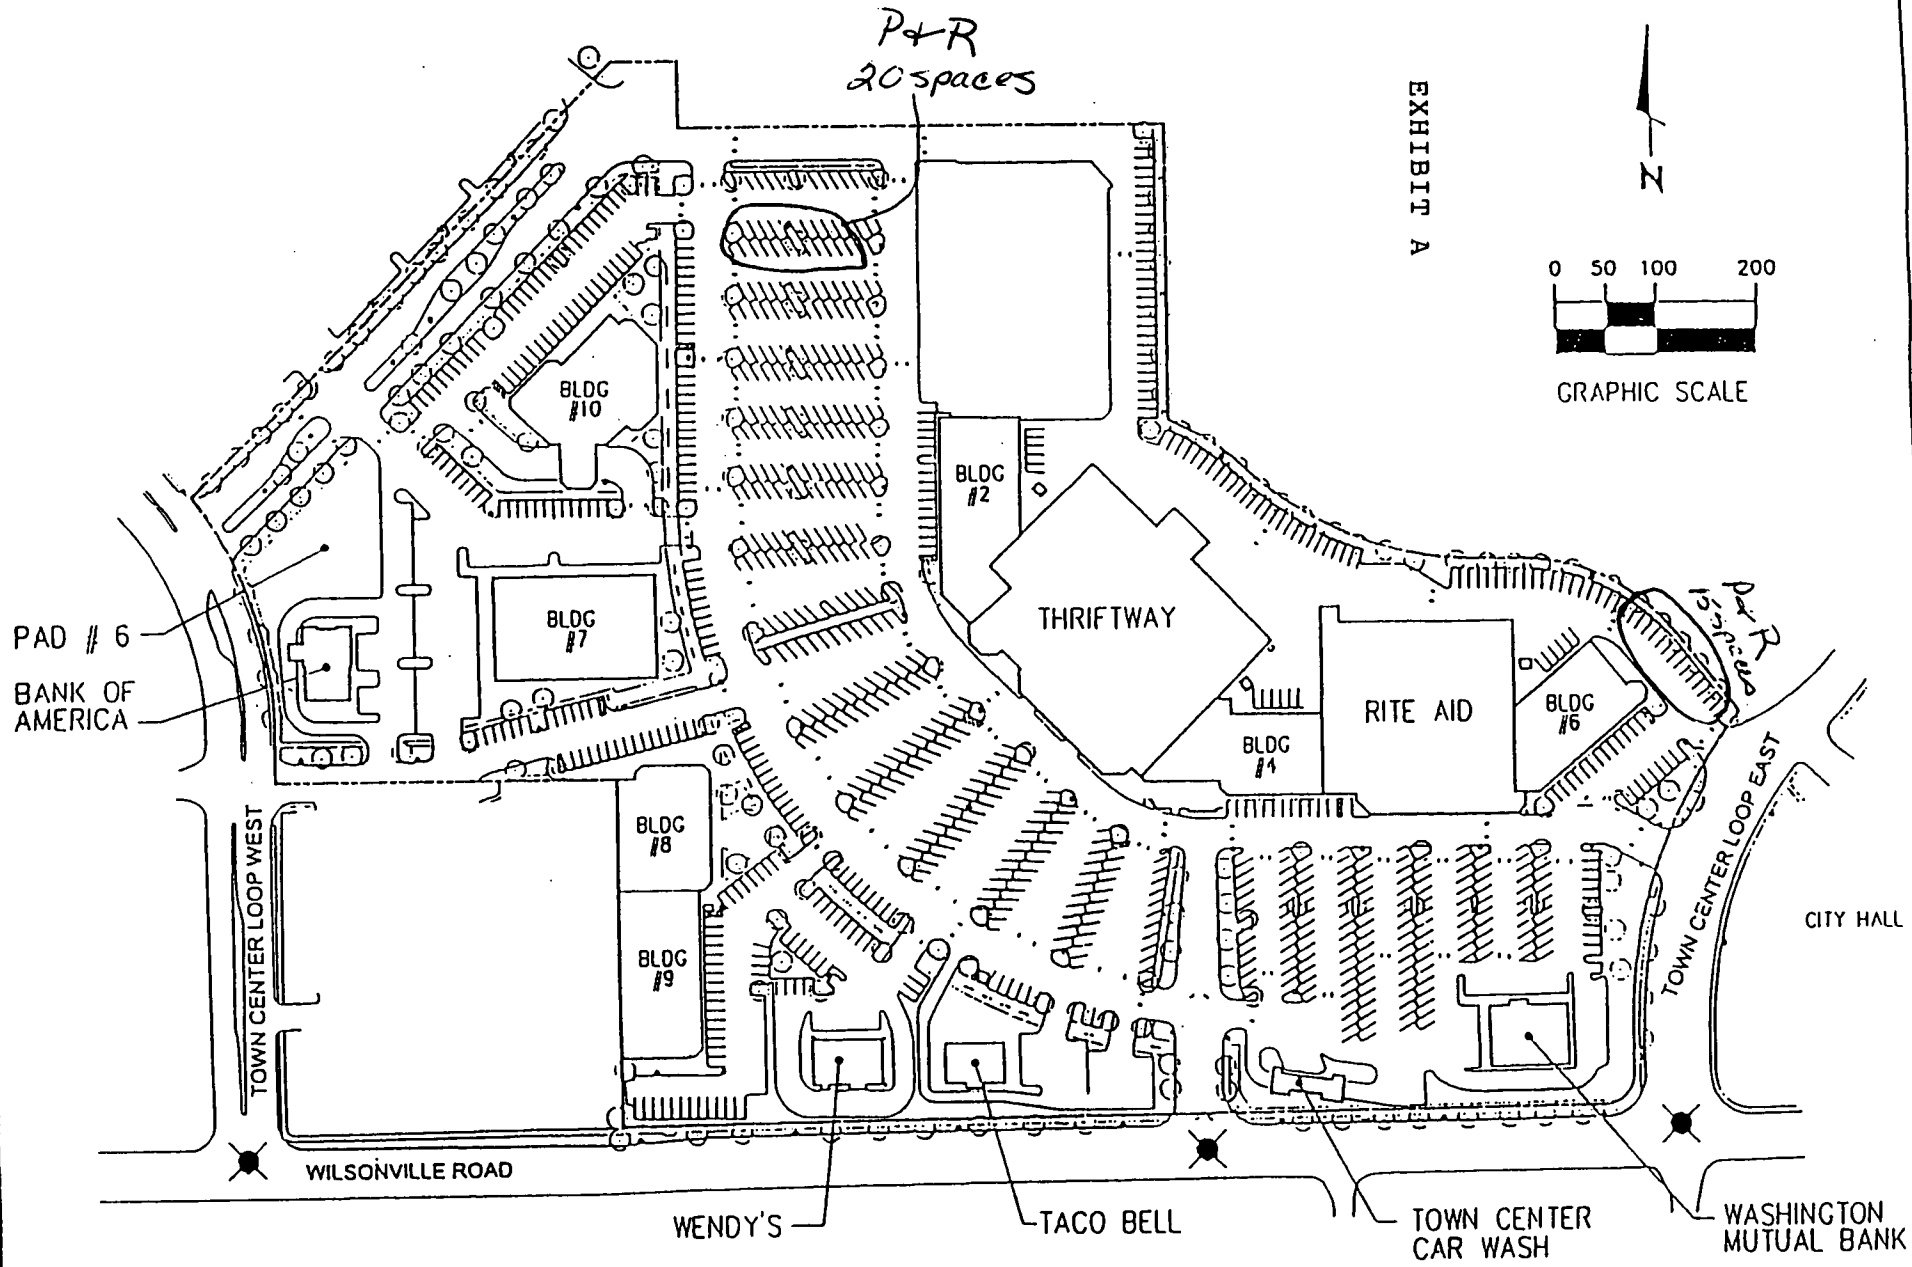 P&R
20 spaces
EXHIBIT A
N
0 50 100 200
GRAPHIC SCALE
BLDG
#10
BLDG
#2
THRIFTWAY
P&R
15 spaces
PAD # 6
BLDG
#7
BANK OF
AMERICA
RITE AID
BLDG
#6
BLDG
#4
BLDG
#8
TOWN CENTER LOOP WEST
TOWN CENTER LOOP EAST
CITY HALL
BLDG
#9
WILSONVILLE ROAD
WENDY'S
TACO BELL
TOWN CENTER
CAR WASH
WASHINGTON
MUTUAL BANK